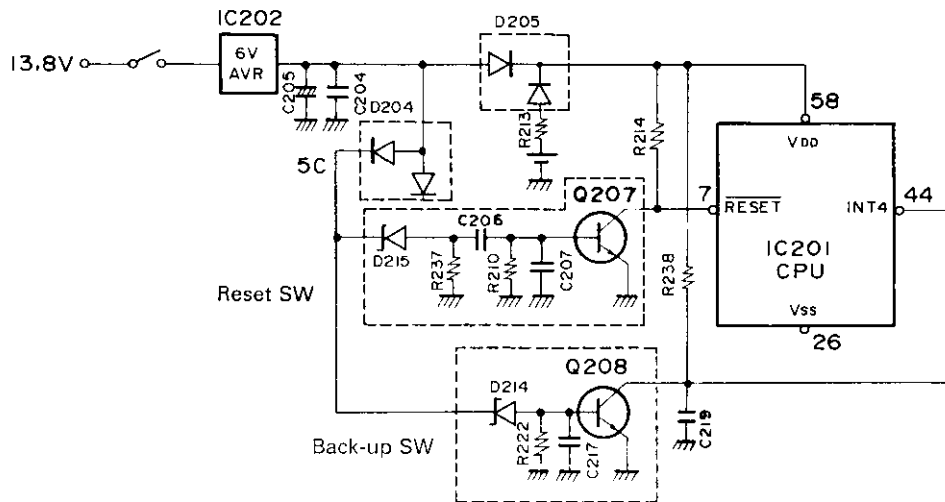 IC202
13.8V
6V
AVR
C205
C204
D205
D204
R213
R214
58
VDD
5C
Q207
7
RESET
INT4
44
IC201
CPU
VSS
26
D215
C206
R237
R210
C207
R238
Reset SW
Q208
D214
R222
C217
C219
Back-up SW